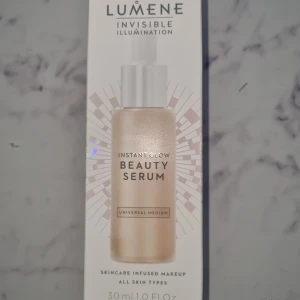 LUMENE
INVISIBLE
ILLUMINATION
INSTANT GLOW
BEAUTY
SERUM
UNIVERSAL MEDIUM
SKINCARE INFUSED MAKEUP
ALL SKIN TYPES
30 ml 1.0 Fl.Oz.